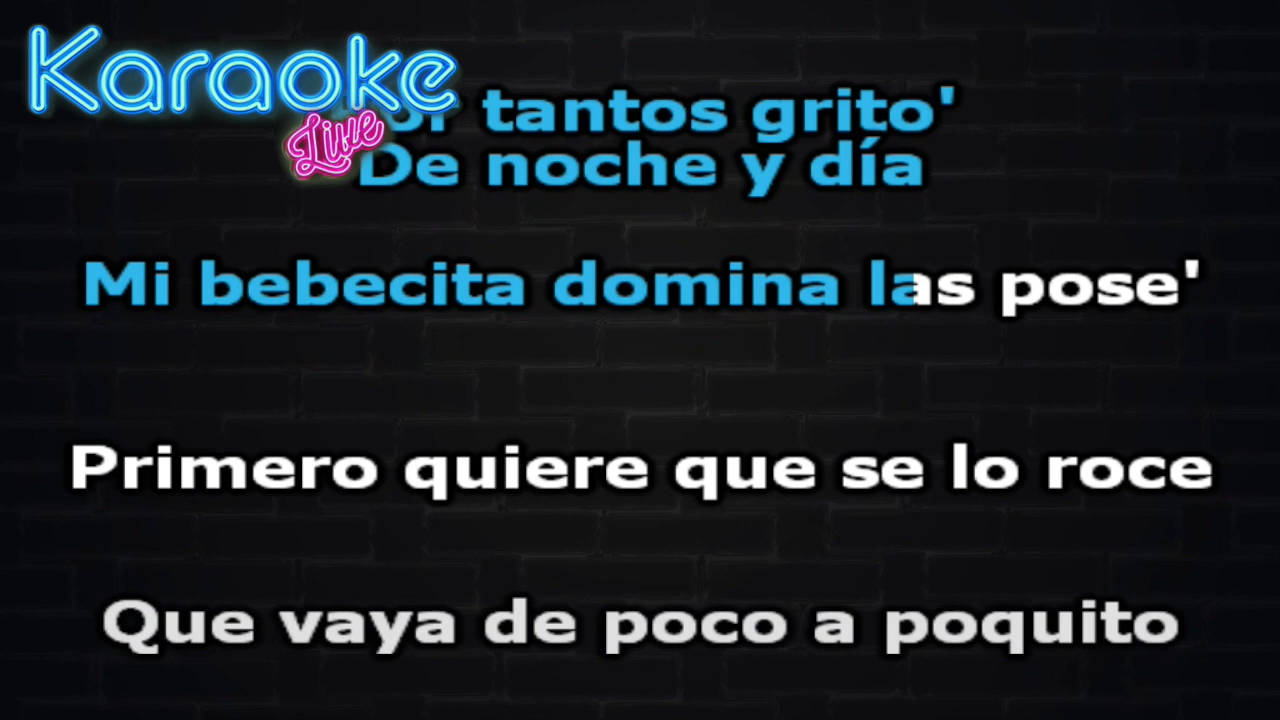 Karaoke
Live
tantos grito'
De noche y día
Mi bebecita domina las pose'
Primero quiere que se lo roce
Que vaya de poco a poquito